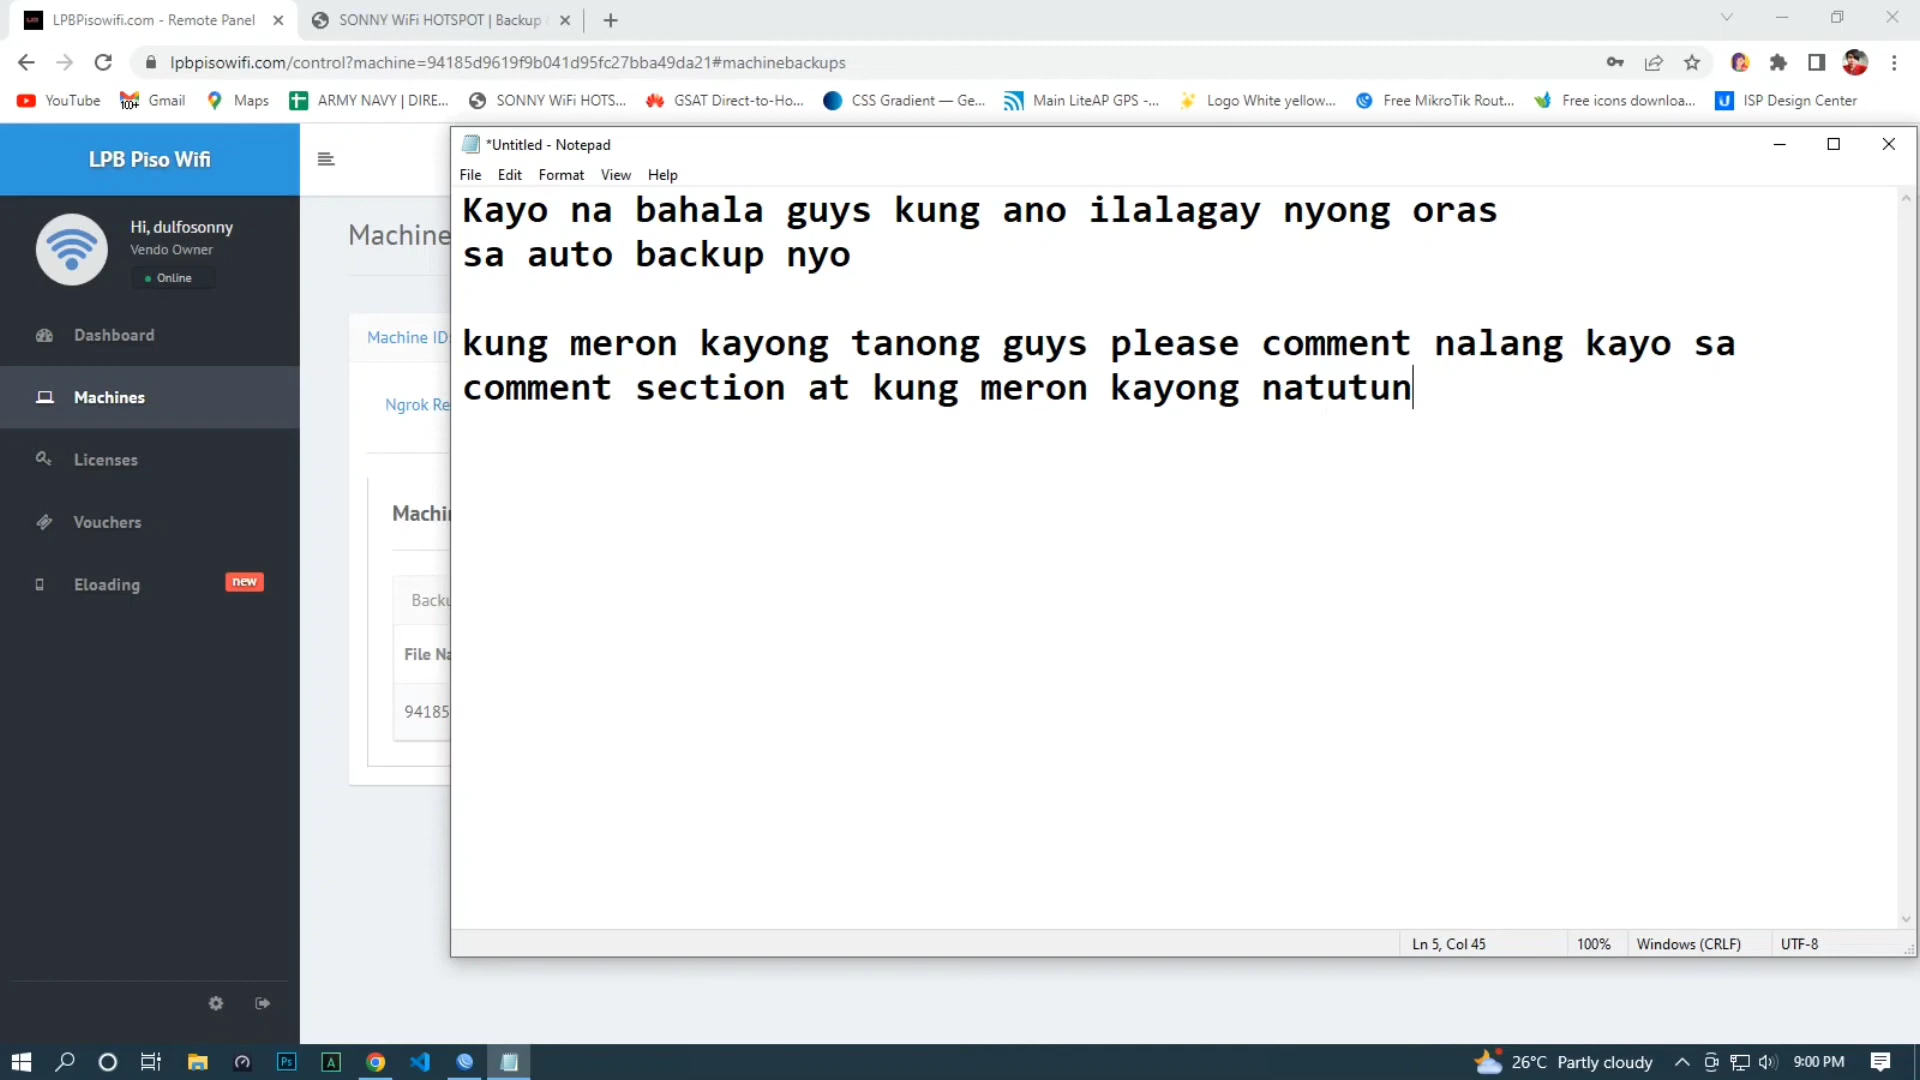 LPBPisowifi.com - Remote Panel
SONNY WiFi HOTSPOT | Backup
lpbpisowifi.com/control?machine=94185d9619f9b041d95fc27bba49da21#machinebackups
YouTube
Gmail
Maps
ARMY NAVY | DIRE...
SONNY WiFi HOTS...
GSAT Direct-to-Ho...
CSS Gradient — Ge...
Main LiteAP GPS -...
Logo White yellow...
Free MikroTik Rout...
Free icons downloa...
ISP Design Center
LPB Piso Wifi
Hi, dulfosonny
Vendo Owner
Online
Dashboard
Machines
Licenses
Vouchers
Eloading
new
Machine
Machine ID:
Ngrok Re
Machin
Backu
File Na
94185
*Untitled - Notepad
File Edit Format View Help
Kayo na bahala guys kung ano ilalagay nyong oras
sa auto backup nyo
kung meron kayong tanong guys please comment nalang kayo sa
comment section at kung meron kayong natutun
Ln 5, Col 45
100%
Windows (CRLF)
UTF-8
26°C Partly cloudy
9:00 PM